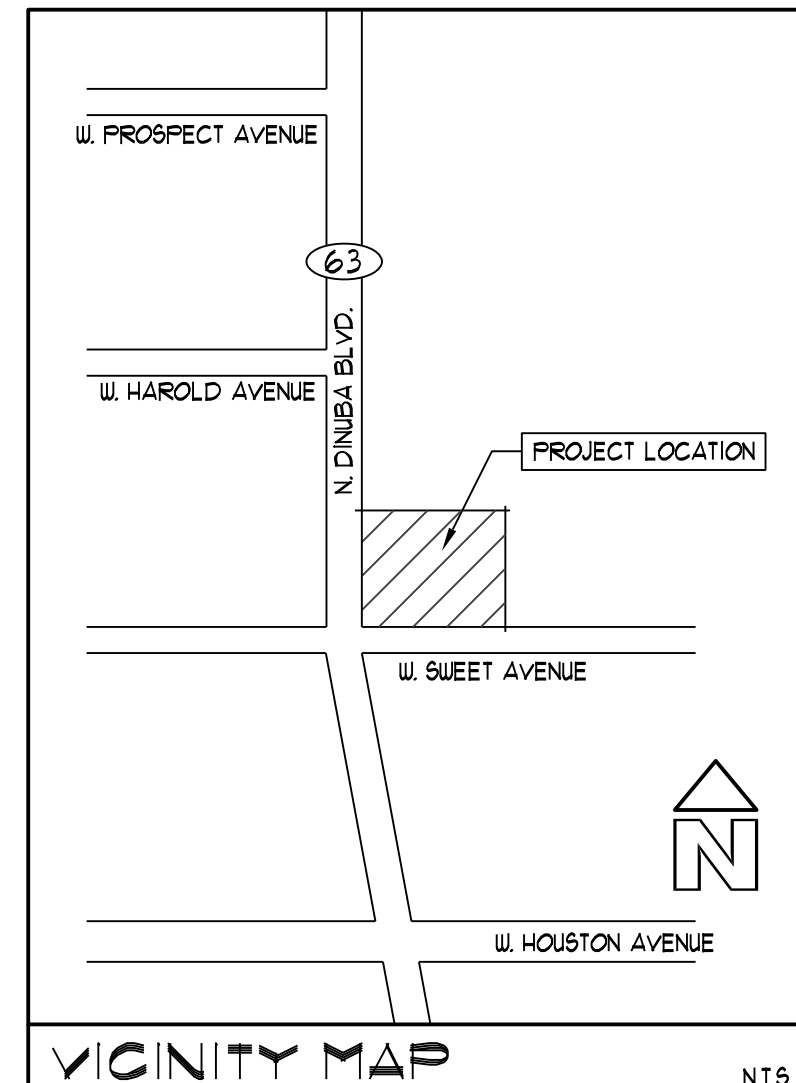 W. PROSPECT AVENUE
63
N. DINUBA BLVD.
W. HAROLD AVENUE
PROJECT LOCATION
W. SWEET AVENUE
N
W. HOUSTON AVENUE
VICINITY MAP
NTS